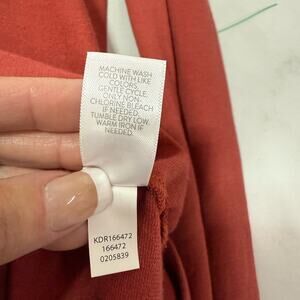 MACHINE WASH
COLD WITH LIKE
COLORS,
GENTLE CYCLE.
ONLY NON-
CHLORINE BLEACH
IF NEEDED.
TUMBLE DRY LOW.
WARM IRON IF
NEEDED.
KDR166472
166472
0205839